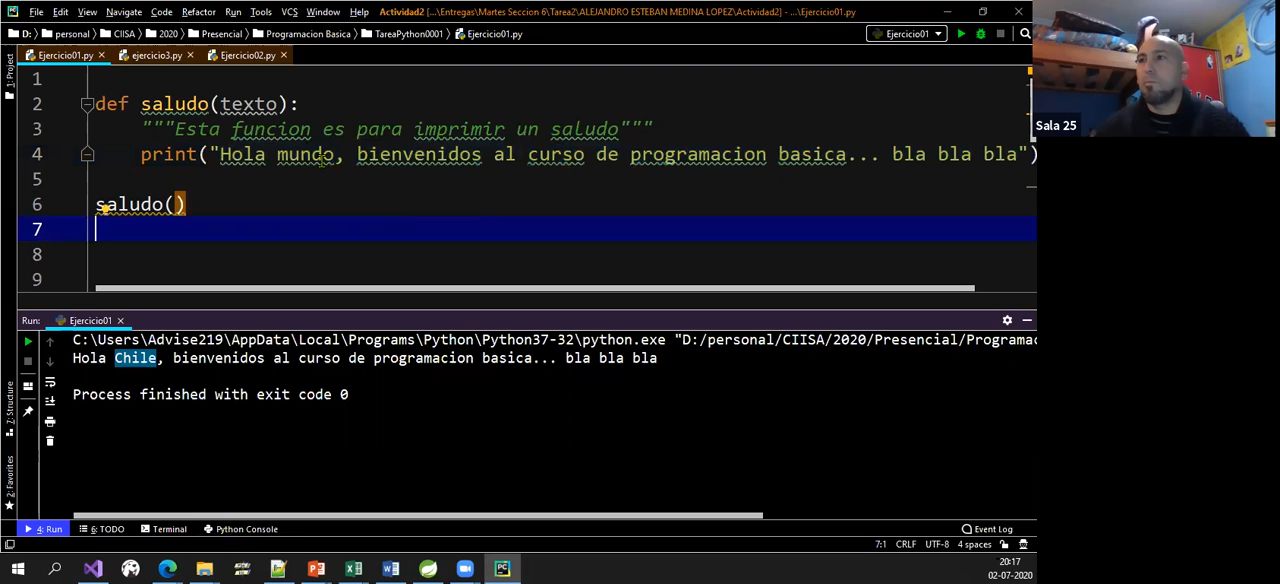 File Edit View Navigate Code Refactor Run Tools VCS Window Help Actividad2 [...\Entregas\Martes Seccion 6\Tarea2\ALEJANDRO ESTEBAN MEDINA LOPEZ\Actividad2] - ...\Ejercicio01.py
D: personal CIISA 2020 Presencial Programacion Basica TareaPython0001 Ejercicio01.py Ejercicio01
Ejercicio01.py ejercicio3.py Ejercicio02.py
1: Project
1
2 def saludo(texto):
3 """Esta funcion es para imprimir un saludo"""
4 print("Hola mundo, bienvenidos al curso de programacion basica... bla bla bla")
5
6 saludo()
7
8
9
Sala 25
Run: Ejercicio01
C:\Users\Advise219\AppData\Local\Programs\Python\Python37-32\python.exe "D:/personal/CIISA/2020/Presencial/Programac
Hola Chile, bienvenidos al curso de programacion basica... bla bla bla
Process finished with exit code 0
7: Structure
2: Favorites
4: Run 6: TODO Terminal Python Console Event Log
7:1 CRLF UTF-8 4 spaces
20:17
02-07-2020